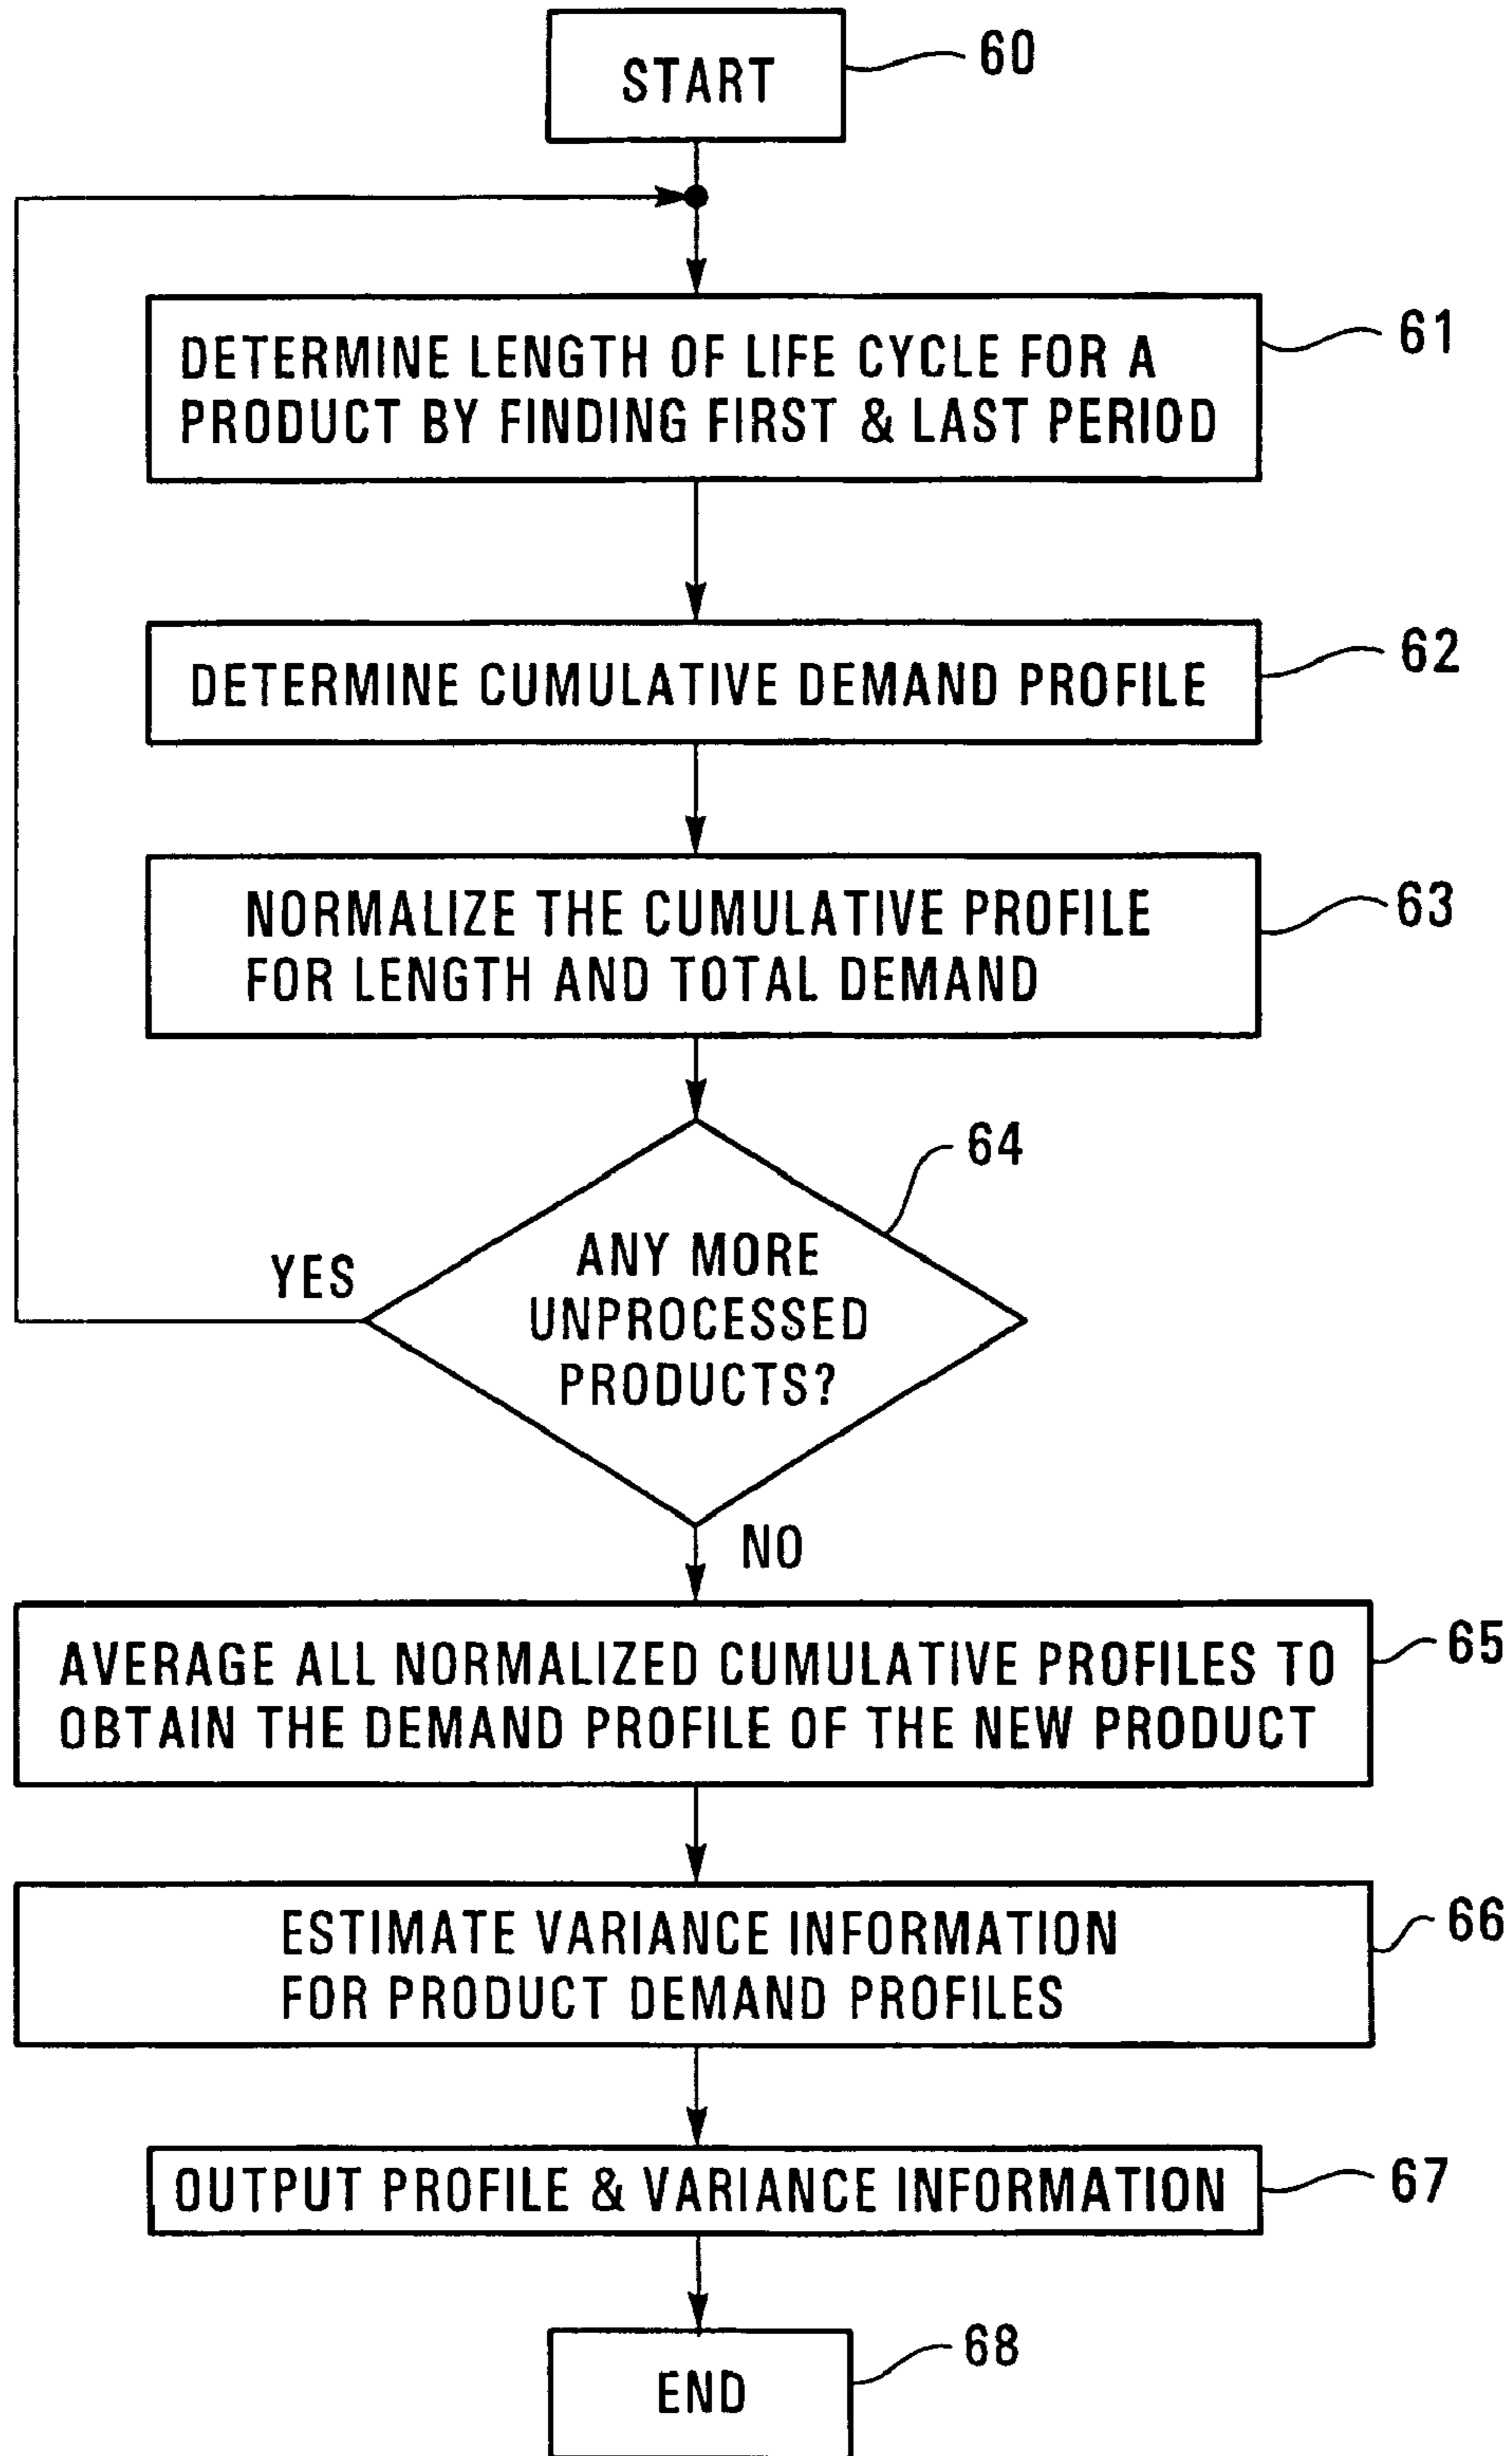 START
60
DETERMINE LENGTH OF LIFE CYCLE FOR A
PRODUCT BY FINDING FIRST & LAST PERIOD
61
DETERMINE CUMULATIVE DEMAND PROFILE
62
NORMALIZE THE CUMULATIVE PROFILE
FOR LENGTH AND TOTAL DEMAND
63
64
YES
ANY MORE
UNPROCESSED
PRODUCTS?
NO
AVERAGE ALL NORMALIZED CUMULATIVE PROFILES TO
OBTAIN THE DEMAND PROFILE OF THE NEW PRODUCT
65
ESTIMATE VARIANCE INFORMATION
FOR PRODUCT DEMAND PROFILES
66
OUTPUT PROFILE & VARIANCE INFORMATION
67
END
68